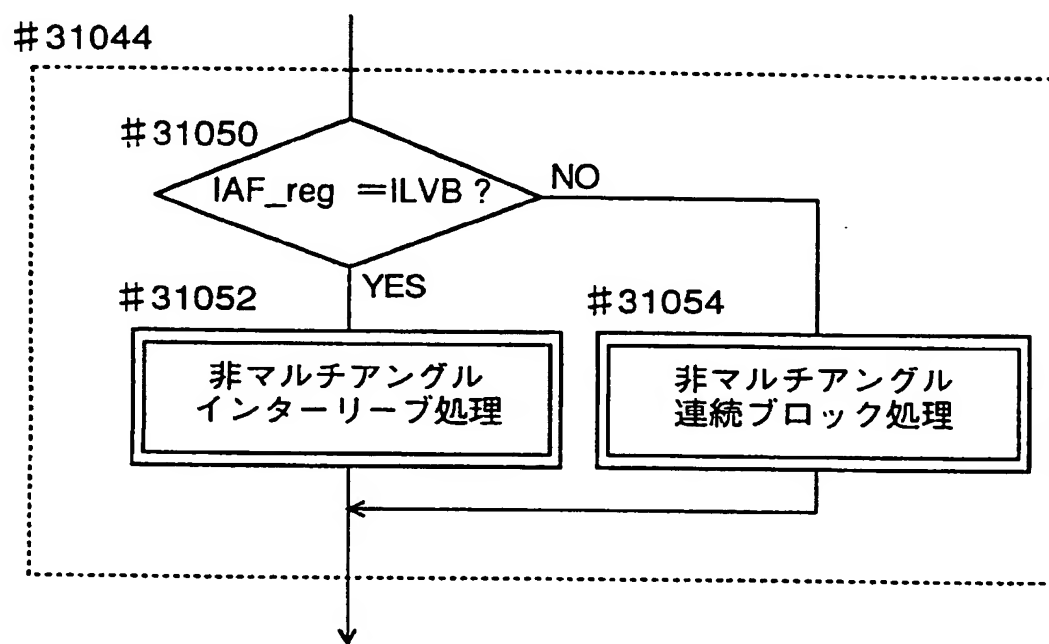 #31044
#31050
IAF_reg =ILVB ?
NO
YES
#31052
#31054
非マルチアングル
インターリーブ処理
非マルチアングル
連続ブロック処理